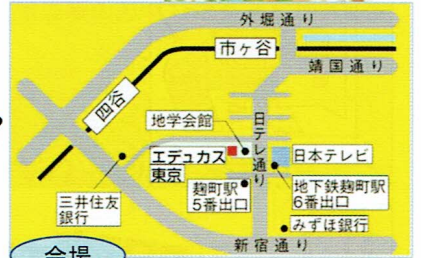 外堀通り
市ヶ谷
靖国通り
四谷
地学会館
日テレ通り
エデュカス
東京
日本テレビ
麹町駅
5番出口
地下鉄麹町駅
6番出口
三井住友
銀行
みずほ銀行
新宿通り
会場